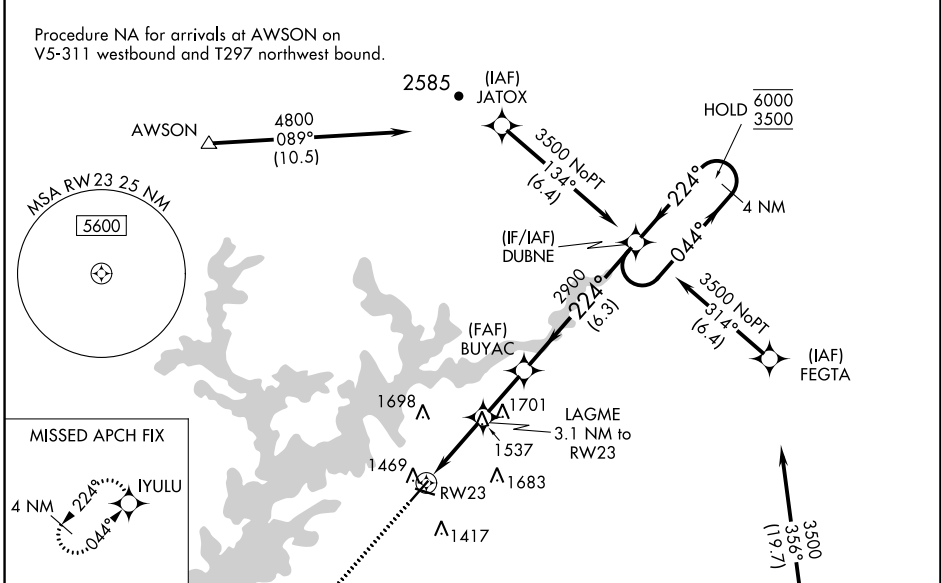 Procedure NA for arrivals at AWSON on
V5-311 westbound and T297 northwest bound.
2585
(IAF)
JATOX
HOLD
6000
3500
AWSON
4800
089°
(10.5)
3500 NoPT
134°
(6.4)
224°
4 NM
044°
MSA RW23 25 NM
5600
(IF/IAF)
DUBNE
2900
224°
(6.3)
3500 NoPT
314°
(6.4)
(IAF)
FEGTA
(FAF)
BUYAC
1698
1701
LAGME
3.1 NM to
RW23
1537
1469
1683
RW23
1417
MISSED APCH FIX
IYULU
4 NM
224°
044°
3500
356°
(19.7)